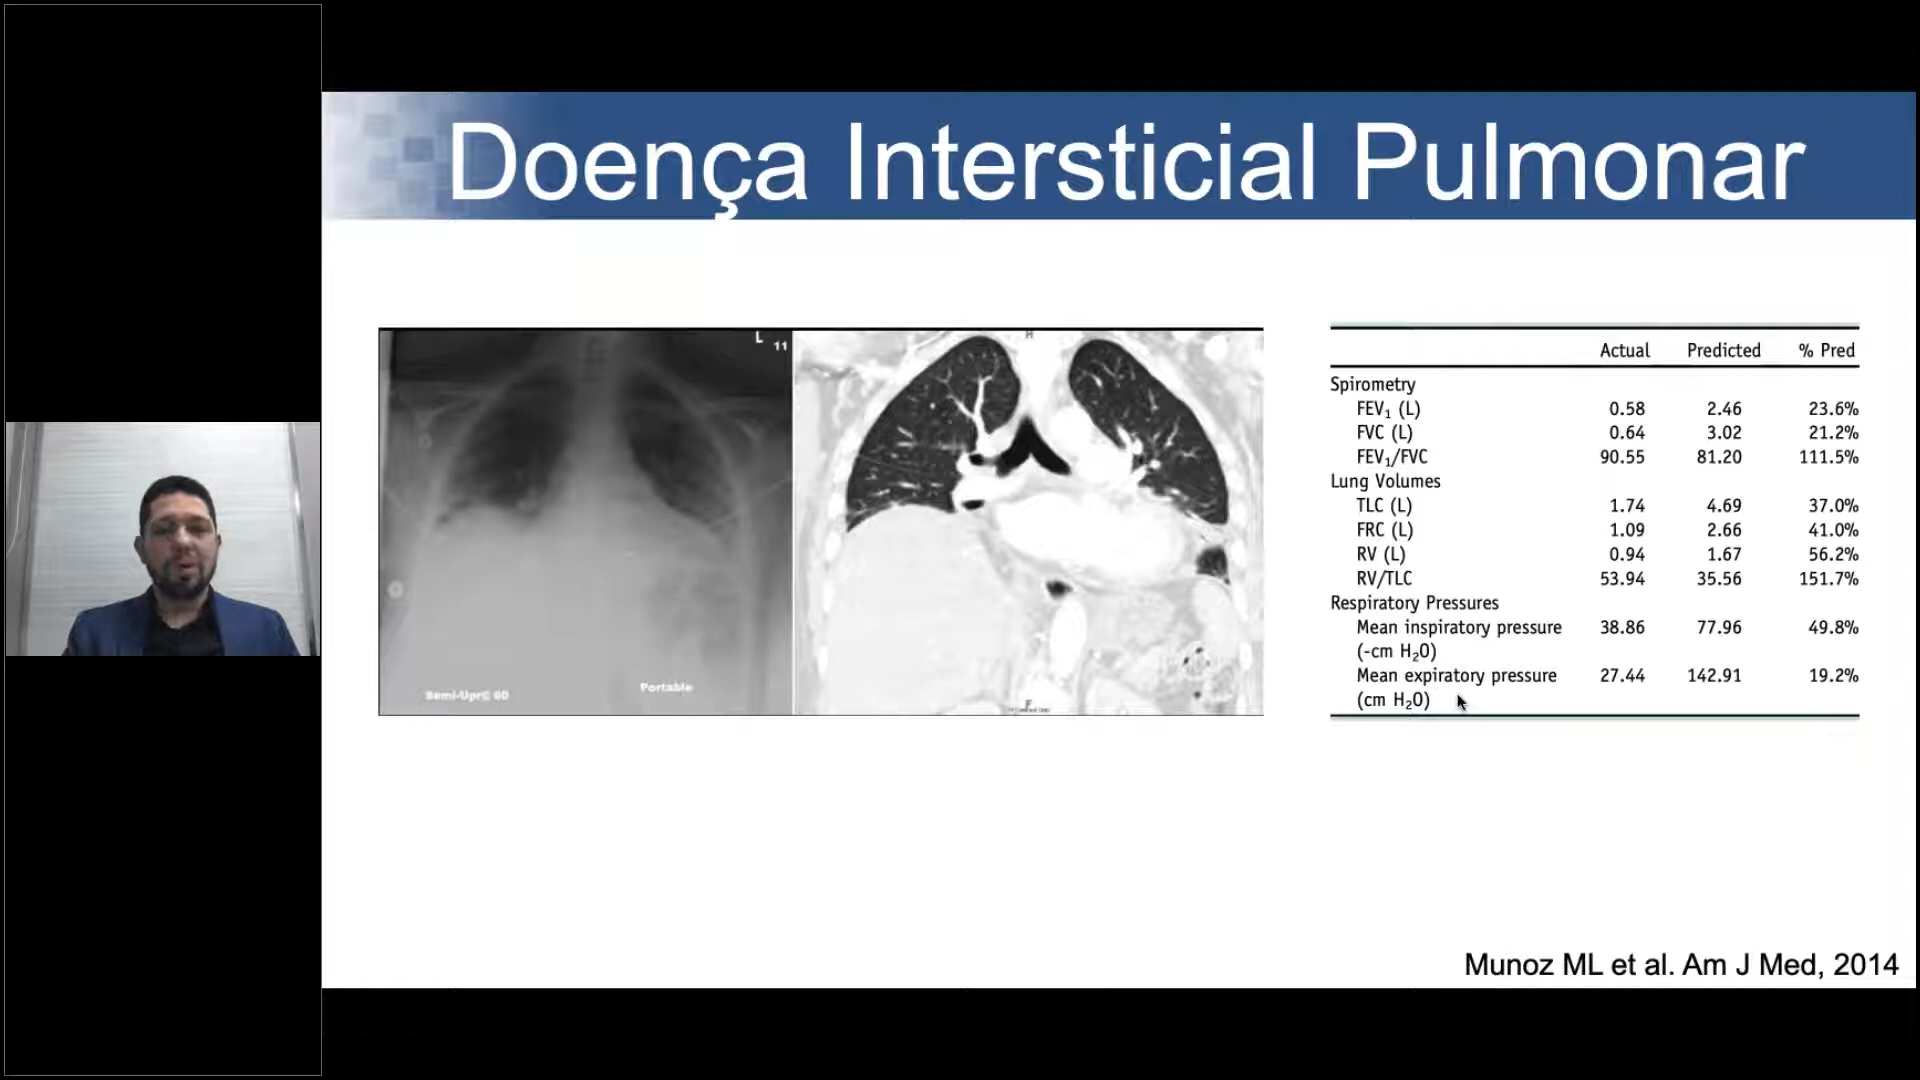 Doença Intersticial Pulmonar
L
11
H
Semi-Upr
60
Portable
F
Actual Predicted % Pred
Spirometry
FEV₁ (L) 0.58 2.46 23.6%
FVC (L) 0.64 3.02 21.2%
FEV₁/FVC 90.55 81.20 111.5%
Lung Volumes
TLC (L) 1.74 4.69 37.0%
FRC (L) 1.09 2.66 41.0%
RV (L) 0.94 1.67 56.2%
RV/TLC 53.94 35.56 151.7%
Respiratory Pressures
Mean inspiratory pressure 38.86 77.96 49.8%
(-cm H₂O)
Mean expiratory pressure 27.44 142.91 19.2%
(cm H₂O)
Munoz ML et al. Am J Med, 2014